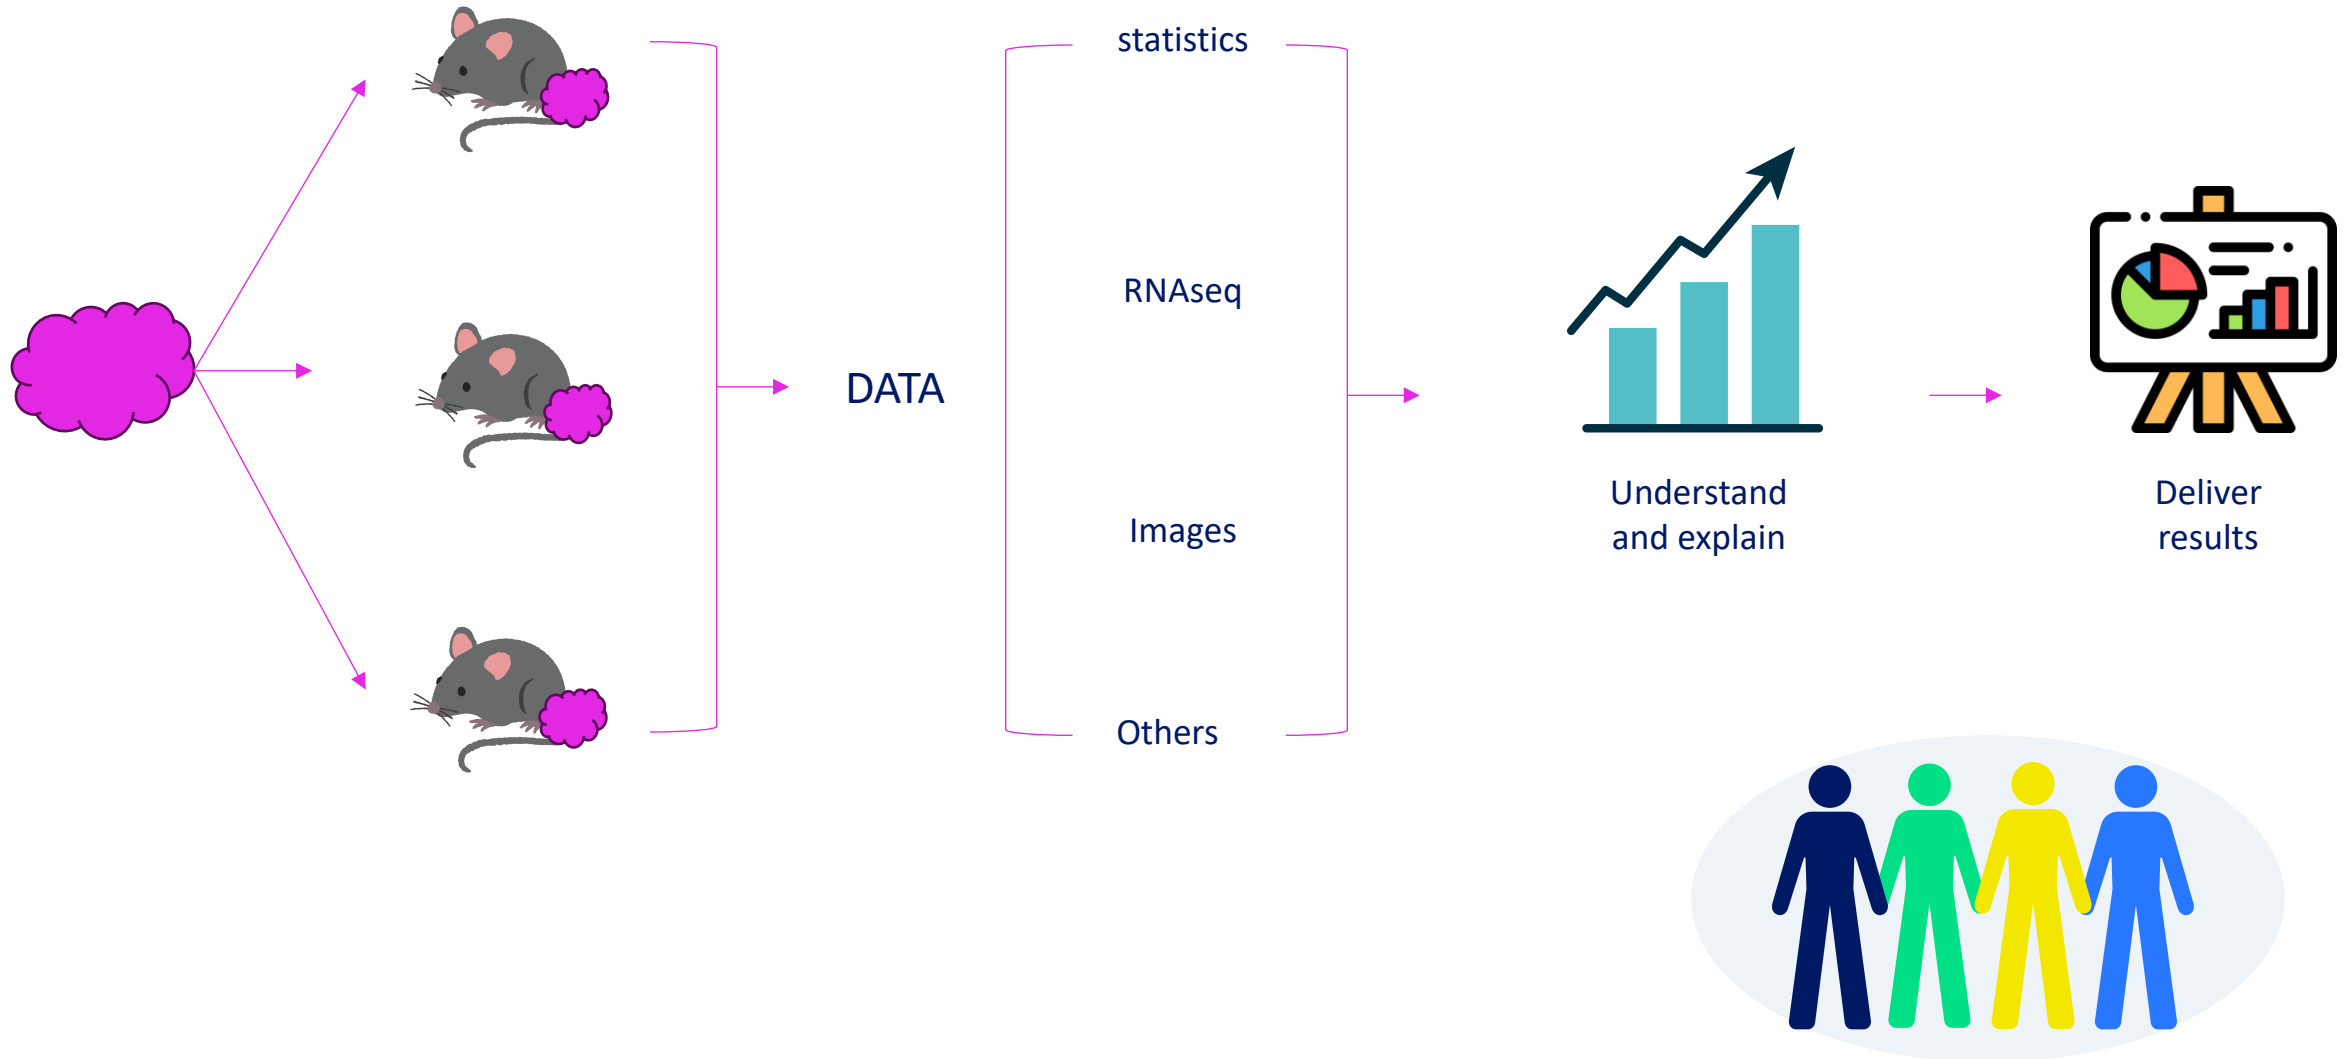 statistics
RNAseq
DATA
Images
Others
Understand
and explain
Deliver
results